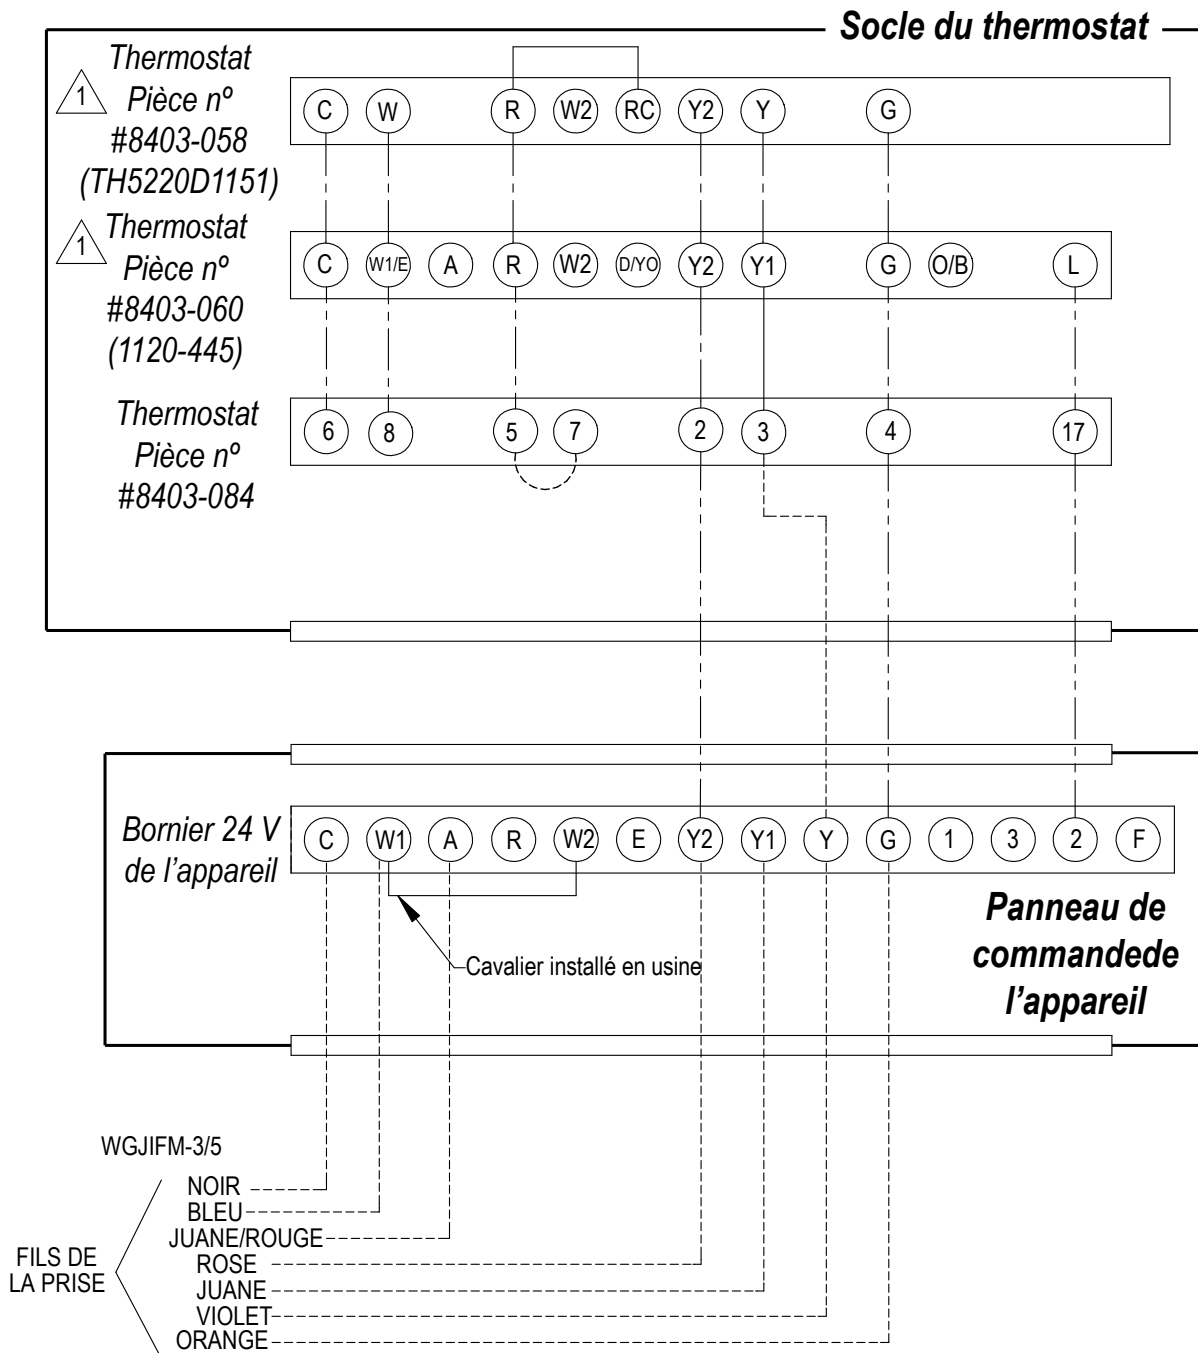 Socle du thermostat
Thermostat
1
Pièce nº
#8403-058
(TH5220D1151)
C W R W2 RC Y2 Y G
Thermostat
1
Pièce nº
#8403-060
(1120-445)
C W1/E A R W2 D/YO Y2 Y1 G O/B L
Thermostat
Pièce nº
#8403-084
6 8 5 7 2 3 4 17
Bornier 24 V
de l’appareil
C W1 A R W2 E Y2 Y1 Y G 1 3 2 F
Panneau de
commandede
l’appareil
Cavalier installé en usine
WGJIFM-3/5
NOIR
BLEU
JUANE/ROUGE
ROSE
JUANE
VIOLET
ORANGE
FILS DE
LA PRISE